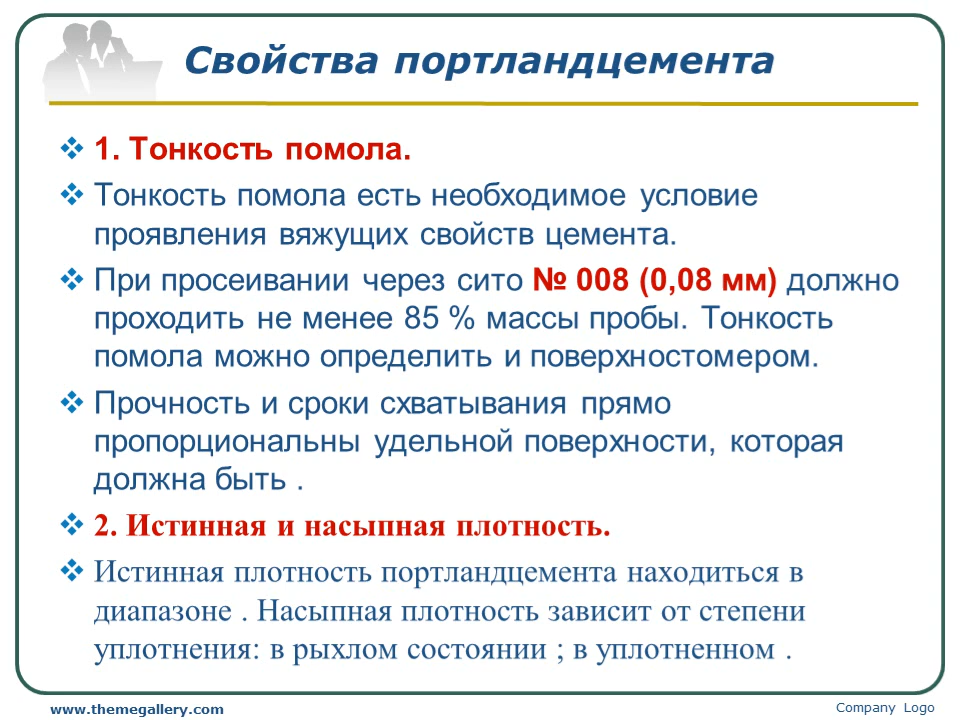 Свойства портландцемента
1. Тонкость помола.
Тонкость помола есть необходимое условие
проявления вяжущих свойств цемента.
При просеивании через сито № 008 (0,08 мм) должно
проходить не менее 85 % массы пробы. Тонкость
помола можно определить и поверхностомером.
Прочность и сроки схватывания прямо
пропорциональны удельной поверхности, которая
должна быть .
2. Истинная и насыпная плотность.
Истинная плотность портландцемента находиться в
диапазоне . Насыпная плотность зависит от степени
уплотнения: в рыхлом состоянии ; в уплотненном .
www.themegallery.com
Company Logo